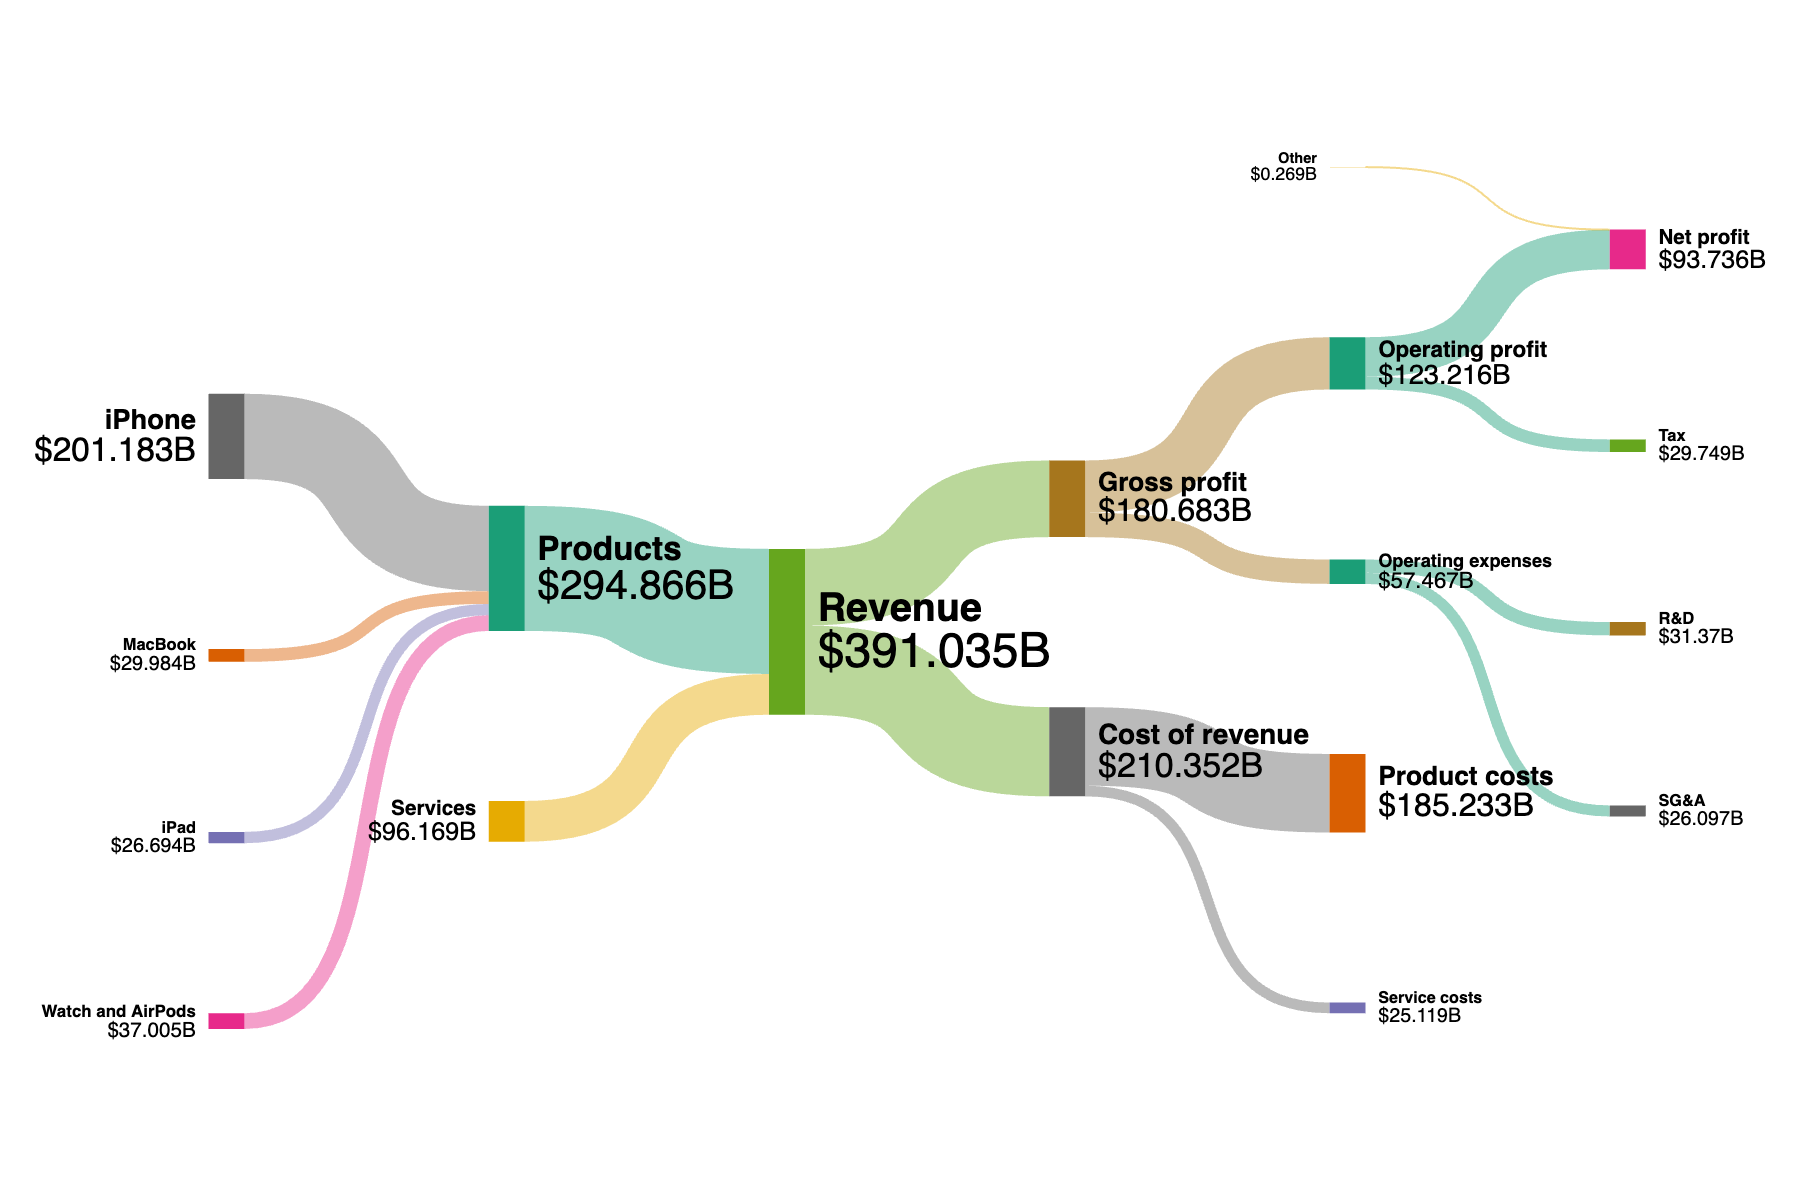 Other
$0.269B
Net profit
$93.736B
Operating profit
$123.216B
iPhone
$201.183B
Tax
$29.749B
Gross profit
$180.683B
Products
$294.866B
Operating expenses
$57.467B
Revenue
$391.035B
R&D
$31.37B
MacBook
$29.984B
Cost of revenue
$210.352B
Product costs
$185.233B
SG&A
$26.097B
Services
$96.169B
iPad
$26.694B
Service costs
$25.119B
Watch and AirPods
$37.005B